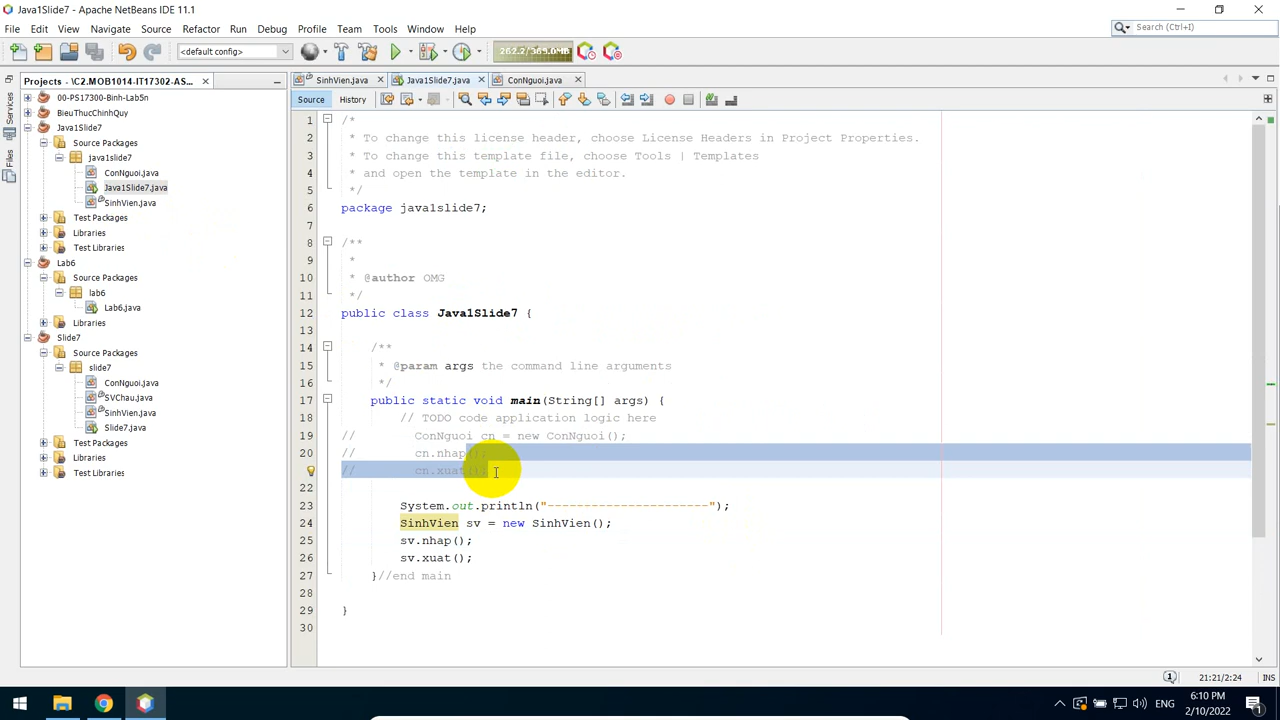 Java1Slide7 - Apache NetBeans IDE 11.1
File Edit View Navigate Source Refactor Run Debug Profile Team Tools Window Help
Search (Ctrl+I)
<default config>
262.2/369.0MB
Projects - \C2.MOB1014-IT17302-AS...
SinhVien.java
Java1Slide7.java
ConNguoi.java
Services
Files
Source
History
00-PS17300-Binh-Lab5n
BieuThucChinhQuy
Java1Slide7
Source Packages
java1slide7
ConNguoi.java
Java1Slide7.java
SinhVien.java
Test Packages
Libraries
Test Libraries
Lab6
Source Packages
lab6
Lab6.java
Libraries
Slide7
Source Packages
slide7
ConNguoi.java
SVChau.java
SinhVien.java
Slide7.java
Test Packages
Libraries
Test Libraries
1 /*
2 * To change this license header, choose License Headers in Project Properties.
3 * To change this template file, choose Tools | Templates
4 * and open the template in the editor.
5 */
6 package java1slide7;
7
8 /**
9 *
10 * @author OMG
11 */
12 public class Java1Slide7 {
13
14 /**
15 * @param args the command line arguments
16 */
17 public static void main(String[] args) {
18 // TODO code application logic here
19 // ConNguoi cn = new ConNguoi();
20 // cn.nhap();
// cn.xuat();
22
23 System.out.println("----------------------");
24 SinhVien sv = new SinhVien();
25 sv.nhap();
26 sv.xuat();
27 }//end main
28
29 }
30
1
21:21/2:24
INS
ENG
6:10 PM
2/10/2022
1